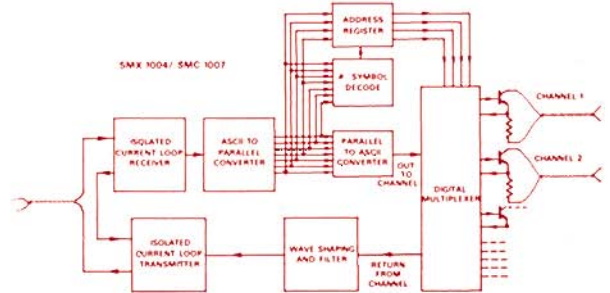 ADDRESS
REGISTER
SMX 1004/ SMC 1007
# SYMBOL
DECODE
CHANNEL 1
ISOLATED
CURRENT LOOP
RECEIVER
ASCII TO
PARALLEL
CONVERTER
PARALLEL
TO ASCII
CONVERTER
OUT
TO
CHANNEL
DIGITAL
MULTIPLEXER
CHANNEL 2
ISOLATED
CURRENT LOOP
TRANSMITTER
WAVE SHAPING
AND FILTER
RETURN
FROM
CHANNEL